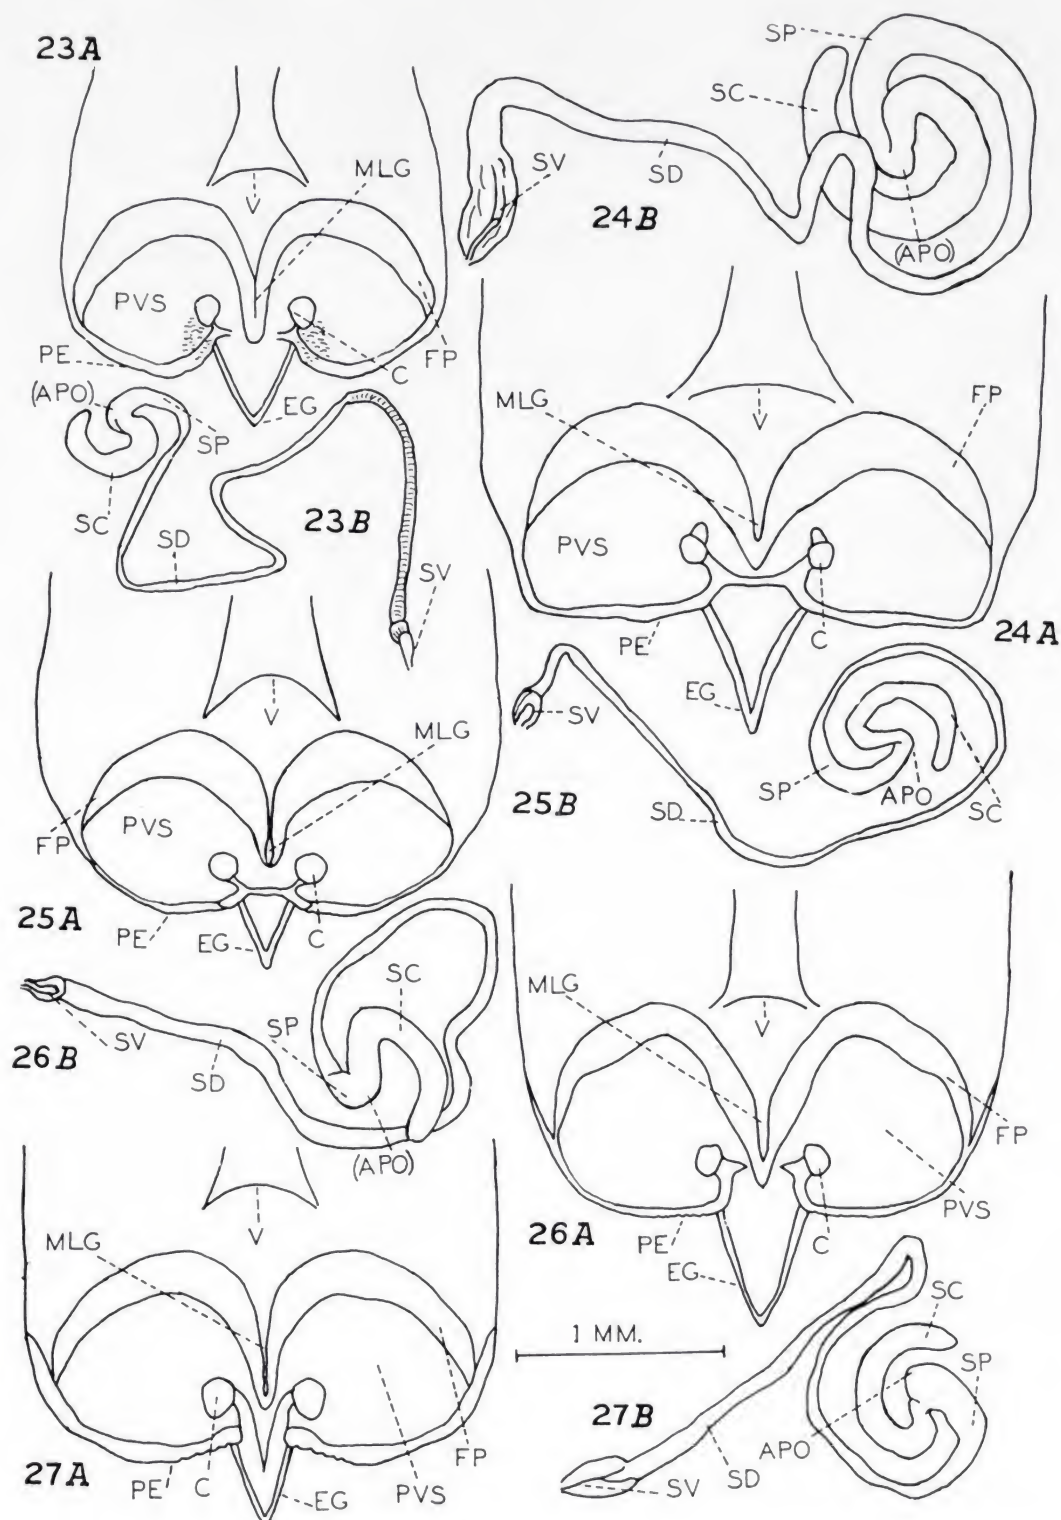 23A
MLG
PVS
FP
PE
C
EG
(APO)
SP
SC
SD
23B
SV
SP
SC
SV
SD
24B
(APO)
MLG
FP
PVS
24A
PE
C
EG
MLG
PVS
FP
25A
PE
EG
C
SV
25B
SD
SP
APO
SC
SC
SP
SV
26B
SD
(APO)
MLG
FP
PVS
26A
PE
C
EG
1 MM.
MLG
27A
PE
C
EG
PVS
FP
SC
SP
27B
APO
SD
SV